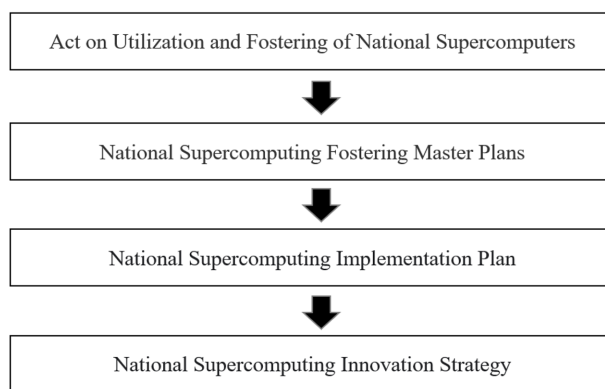 Act on Utilization and Fostering of National Supercomputers
National Supercomputing Fostering Master Plans
National Supercomputing Implementation Plan
National Supercomputing Innovation Strategy